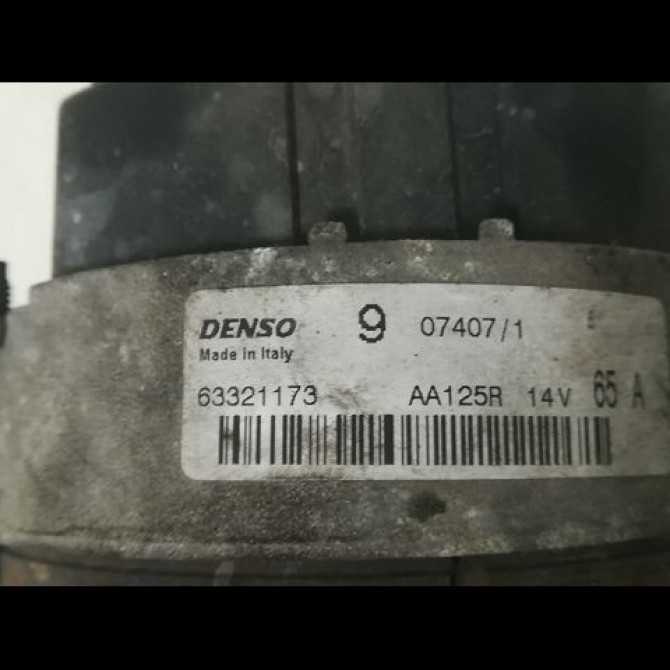 DENSO 9 07407/1
Made in Italy
63321173 AA125R 14V 65 A